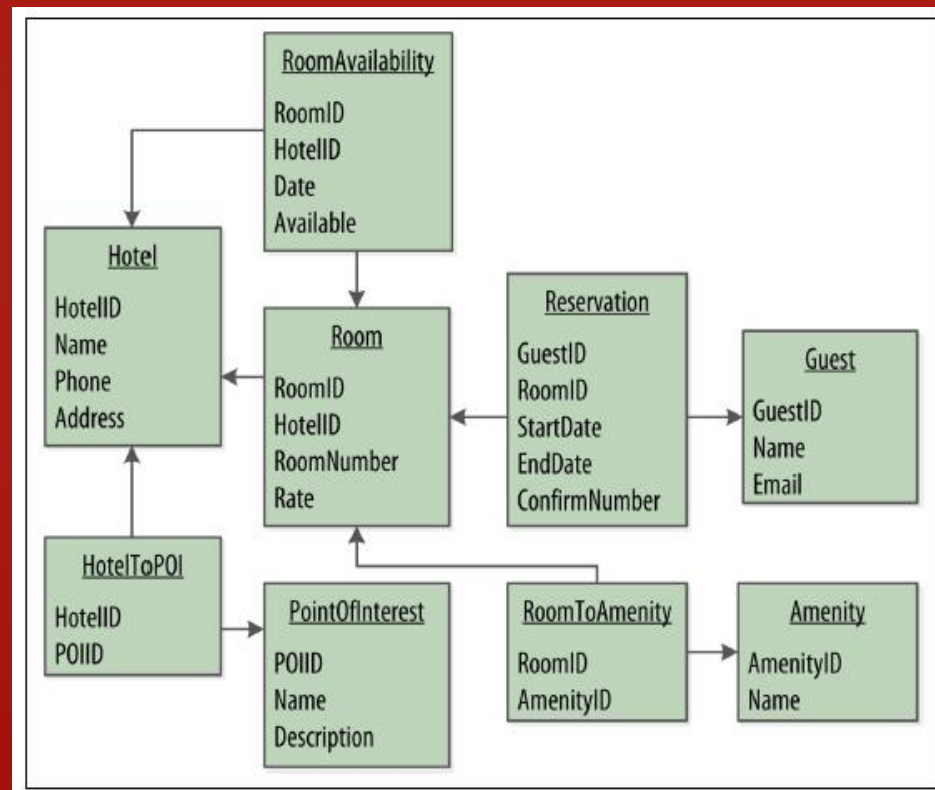 RoomAvailability
RoomID
HotelID
Date
Available
Hotel
HotelID
Name
Phone
Address
Room
RoomID
HotelID
RoomNumber
Rate
Reservation
GuestID
RoomID
StartDate
EndDate
ConfirmNumber
Guest
GuestID
Name
Email
HotelToPOI
HotelID
POIID
PointOfInterest
POIID
Name
Description
RoomToAmenity
RoomID
AmenityID
Amenity
AmenityID
Name